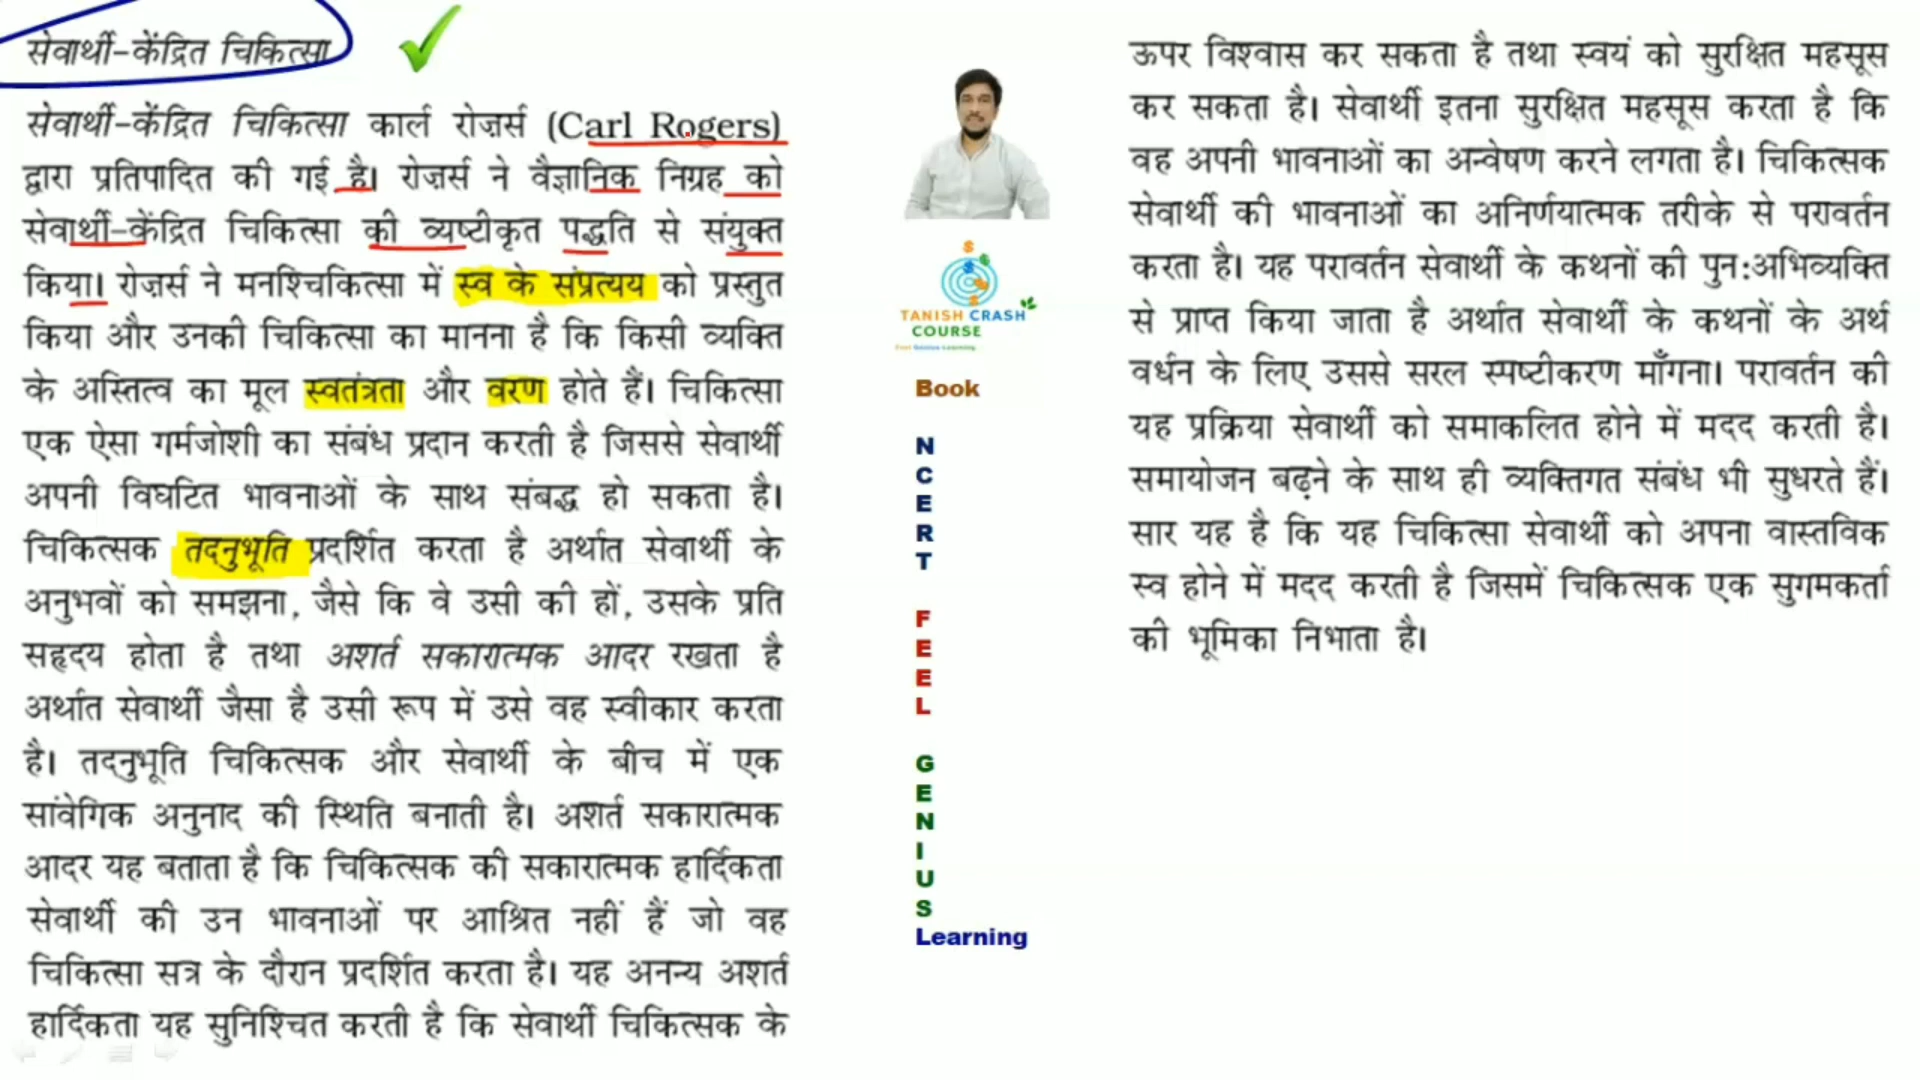 सेवार्थी-केंद्रित चिकित्सा
सेवार्थी-केंद्रित चिकित्सा कार्ल रोज़र्स (Carl Rogers)
द्वारा प्रतिपादित की गई है। रोज़र्स ने वैज्ञानिक निग्रह को
सेवार्थी-केंद्रित चिकित्सा की व्यष्टीकृत पद्धति से संयुक्त
किया। रोज़र्स ने मनश्चिकित्सा में स्व के संप्रत्यय को प्रस्तुत
किया और उनकी चिकित्सा का मानना है कि किसी व्यक्ति
के अस्तित्व का मूल स्वतंत्रता और वरण होते हैं। चिकित्सा
एक ऐसा गर्मजोशी का संबंध प्रदान करती है जिससे सेवार्थी
अपनी विघटित भावनाओं के साथ संबद्ध हो सकता है।
चिकित्सक तदनुभूति प्रदर्शित करता है अर्थात सेवार्थी के
अनुभवों को समझना, जैसे कि वे उसी की हों, उसके प्रति
सहृदय होता है तथा अशर्त सकारात्मक आदर रखता है
अर्थात सेवार्थी जैसा है उसी रूप में उसे वह स्वीकार करता
है। तदनुभूति चिकित्सक और सेवार्थी के बीच में एक
सांवेगिक अनुनाद की स्थिति बनाती है। अशर्त सकारात्मक
आदर यह बताता है कि चिकित्सक की सकारात्मक हार्दिकता
सेवार्थी की उन भावनाओं पर आश्रित नहीं हैं जो वह
चिकित्सा सत्र के दौरान प्रदर्शित करता है। यह अनन्य अशर्त
हार्दिकता यह सुनिश्चित करती है कि सेवार्थी चिकित्सक के
TANISH CRASH
COURSE
Feel Genius Learning
Book
N
C
E
R
T
F
E
E
L
G
E
N
I
U
S
Learning
ऊपर विश्वास कर सकता है तथा स्वयं को सुरक्षित महसूस
कर सकता है। सेवार्थी इतना सुरक्षित महसूस करता है कि
वह अपनी भावनाओं का अन्वेषण करने लगता है। चिकित्सक
सेवार्थी की भावनाओं का अनिर्णयात्मक तरीके से परावर्तन
करता है। यह परावर्तन सेवार्थी के कथनों की पुन:अभिव्यक्ति
से प्राप्त किया जाता है अर्थात सेवार्थी के कथनों के अर्थ
वर्धन के लिए उससे सरल स्पष्टीकरण माँगना। परावर्तन की
यह प्रक्रिया सेवार्थी को समाकलित होने में मदद करती है।
समायोजन बढ़ने के साथ ही व्यक्तिगत संबंध भी सुधरते हैं।
सार यह है कि यह चिकित्सा सेवार्थी को अपना वास्तविक
स्व होने में मदद करती है जिसमें चिकित्सक एक सुगमकर्ता
की भूमिका निभाता है।